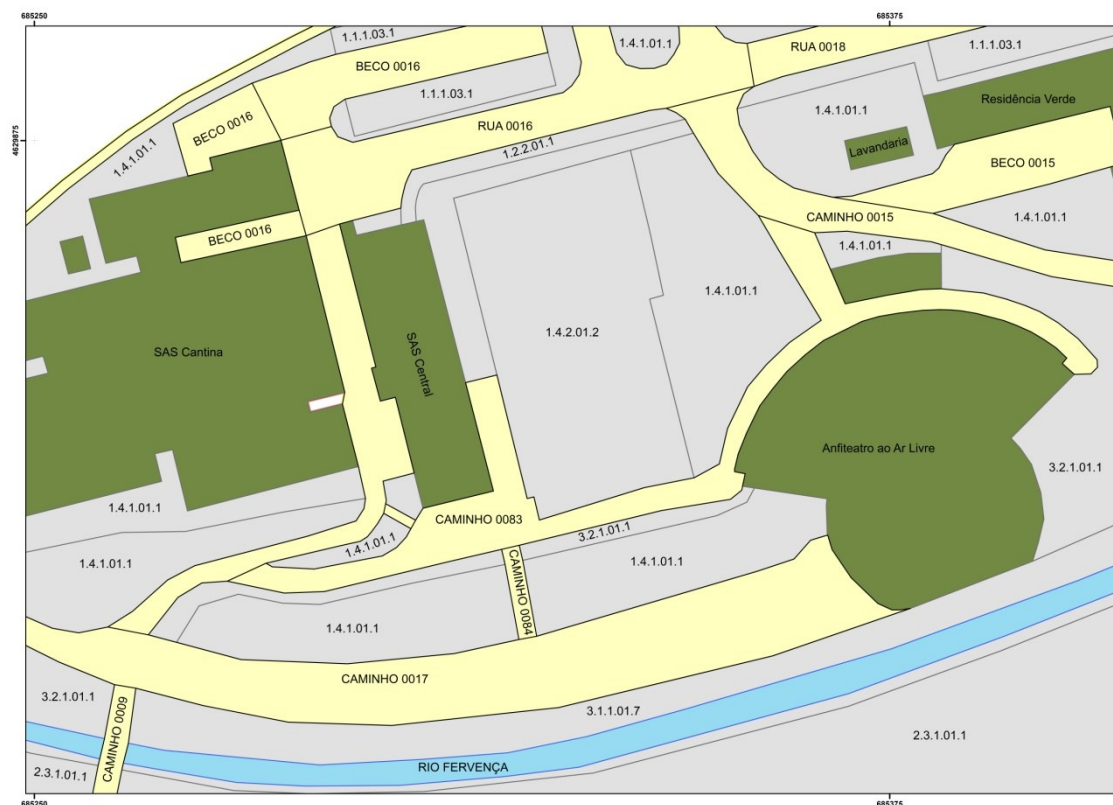 685250
685375
1.1.1.03.1
1.4.1.01.1
RUA 0018
1.1.1.03.1
BECO 0016
1.1.1.03.1
Residência Verde
BECO 0016
RUA 0016
1.4.1.01.1
4629875
1.2.2.01.1
Lavandaria
1.4.1.01.1
BECO 0015
CAMINHO 0015
1.4.1.01.1
BECO 0016
1.4.1.01.1
1.4.1.01.1
1.4.2.01.2
SAS Cantina
SAS Central
Anfiteatro ao Ar Livre
3.2.1.01.1
1.4.1.01.1
CAMINHO 0083
3.2.1.01.1
1.4.1.01.1
1.4.1.01.1
1.4.1.01.1
CAMINHO 0084
1.4.1.01.1
CAMINHO 0017
3.2.1.01.1
CAMINHO 0009
3.1.1.01.7
2.3.1.01.1
RIO FERVENÇA
2.3.1.01.1
685250
685375